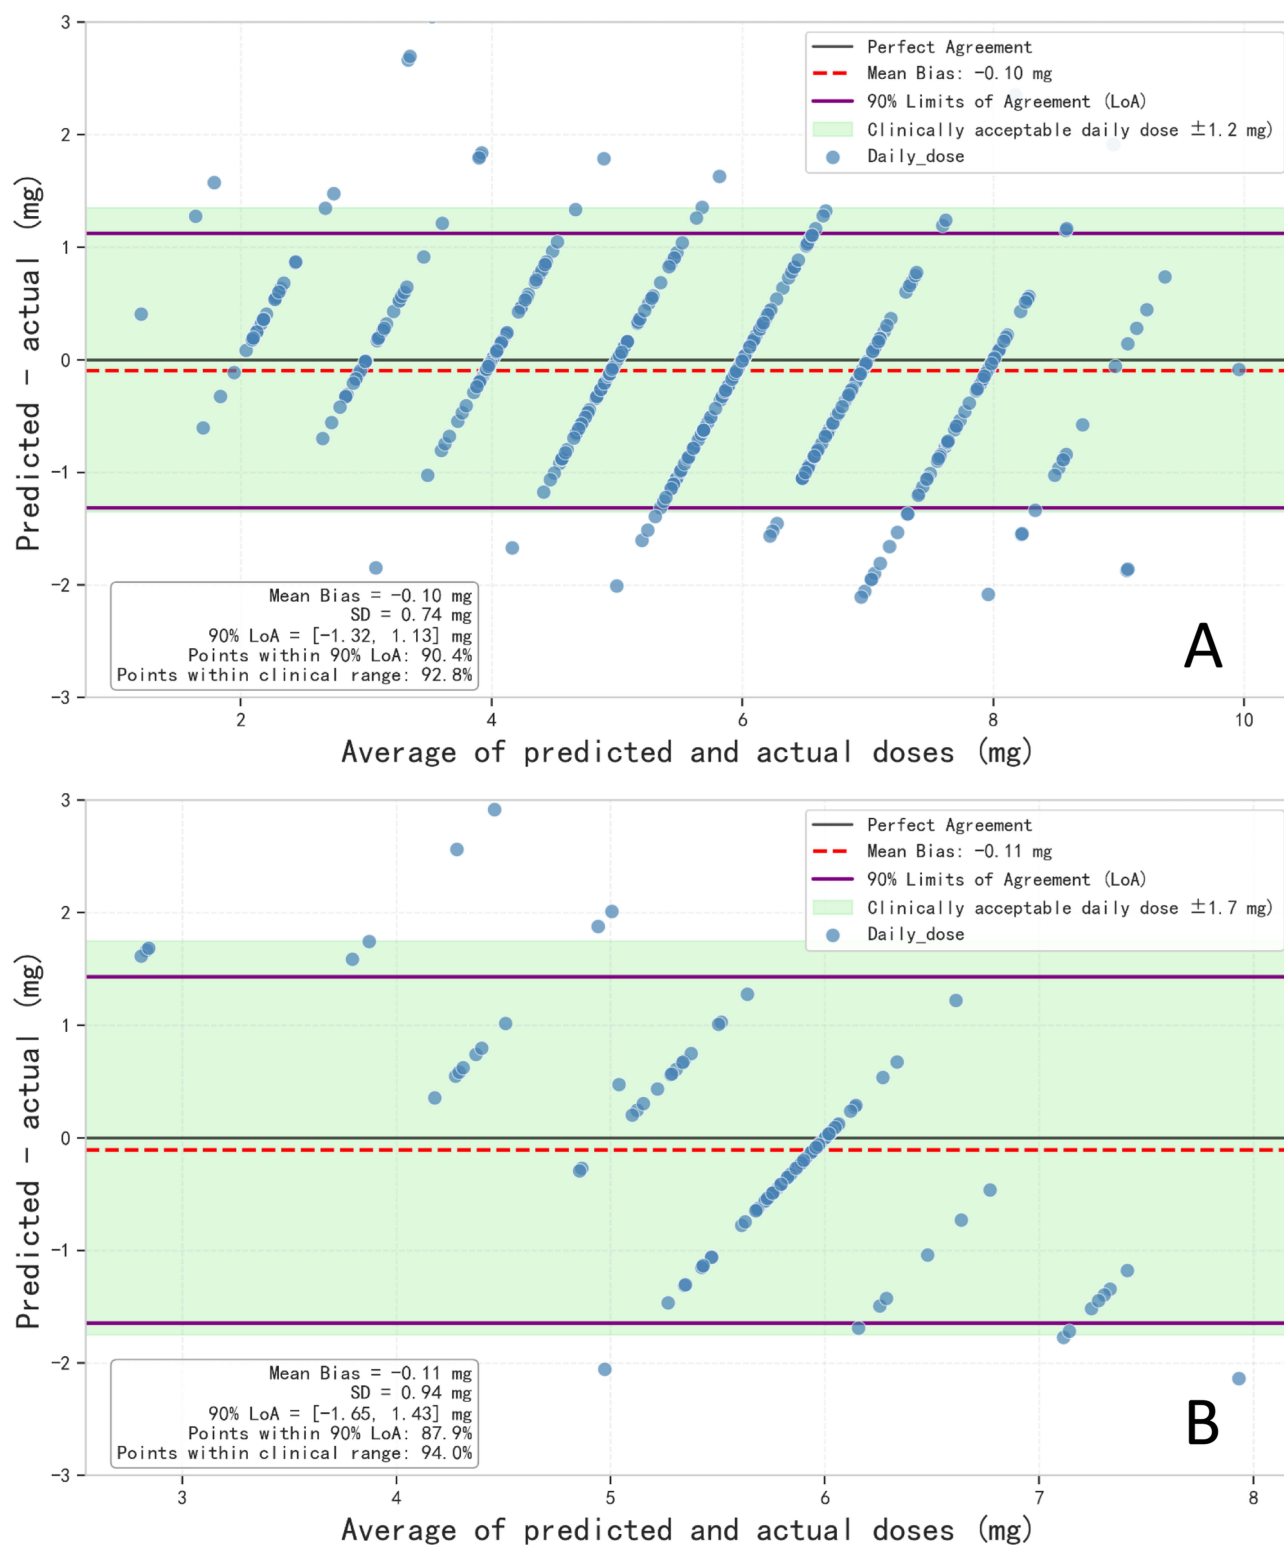 3
2
1
0
−1
−2
−3
Predicted − actual (mg)
Perfect Agreement
Mean Bias: −0.10 mg
90% Limits of Agreement (LoA)
Clinically acceptable daily dose ±1.2 mg)
Daily_dose
Mean Bias = −0.10 mg
SD = 0.74 mg
90% LoA = [−1.32, 1.13] mg
Points within 90% LoA: 90.4%
Points within clinical range: 92.8%
A
2 4 6 8 10
Average of predicted and actual doses (mg)
3
2
1
0
−1
−2
−3
Predicted − actual (mg)
Perfect Agreement
Mean Bias: −0.11 mg
90% Limits of Agreement (LoA)
Clinically acceptable daily dose ±1.7 mg)
Daily_dose
Mean Bias = −0.11 mg
SD = 0.94 mg
90% LoA = [−1.65, 1.43] mg
Points within 90% LoA: 87.9%
Points within clinical range: 94.0%
B
3 4 5 6 7 8
Average of predicted and actual doses (mg)